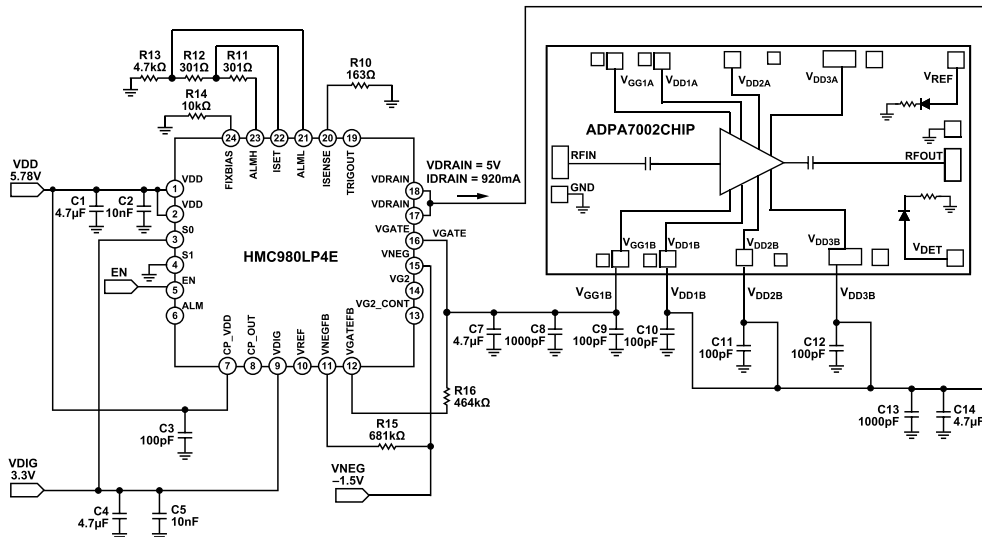 R13
4.7kΩ
R12
301Ω
R11
301Ω
R10
163Ω
R14
10kΩ
24
23
22
21
20
19
FIXBIAS
ALMH
ISET
ALML
ISENSE
TRIGOUT
VDD
5.78V
C1
4.7µF
C2
10nF
1
VDD
2
VDD
3
S0
4
S1
EN
5
EN
6
ALM
HMC980LP4E
VDRAIN
18
VDRAIN
17
VGATE
16
VNEG
15
VG2
14
VG2_CONT
13
VDRAIN = 5V
IDRAIN = 920mA
VGATE
CP_VDD
CP_OUT
VDIG
VREF
VNEGFB
VGATEFB
7
8
9
10
11
12
C3
100pF
VDIG
3.3V
C4
4.7µF
C5
10nF
R15
681kΩ
R16
464kΩ
VNEG
–1.5V
VGG1A
VDD1A
VDD2A
VDD3A
VREF
ADPA7002CHIP
RFIN
RFOUT
GND
VGG1B
VDD1B
VDD2B
VDD3B
VDET
VGG1B
VDD1B
VDD2B
VDD3B
C7
4.7µF
C8
1000pF
C9
100pF
C10
100pF
C11
100pF
C12
100pF
C13
1000pF
C14
4.7µF